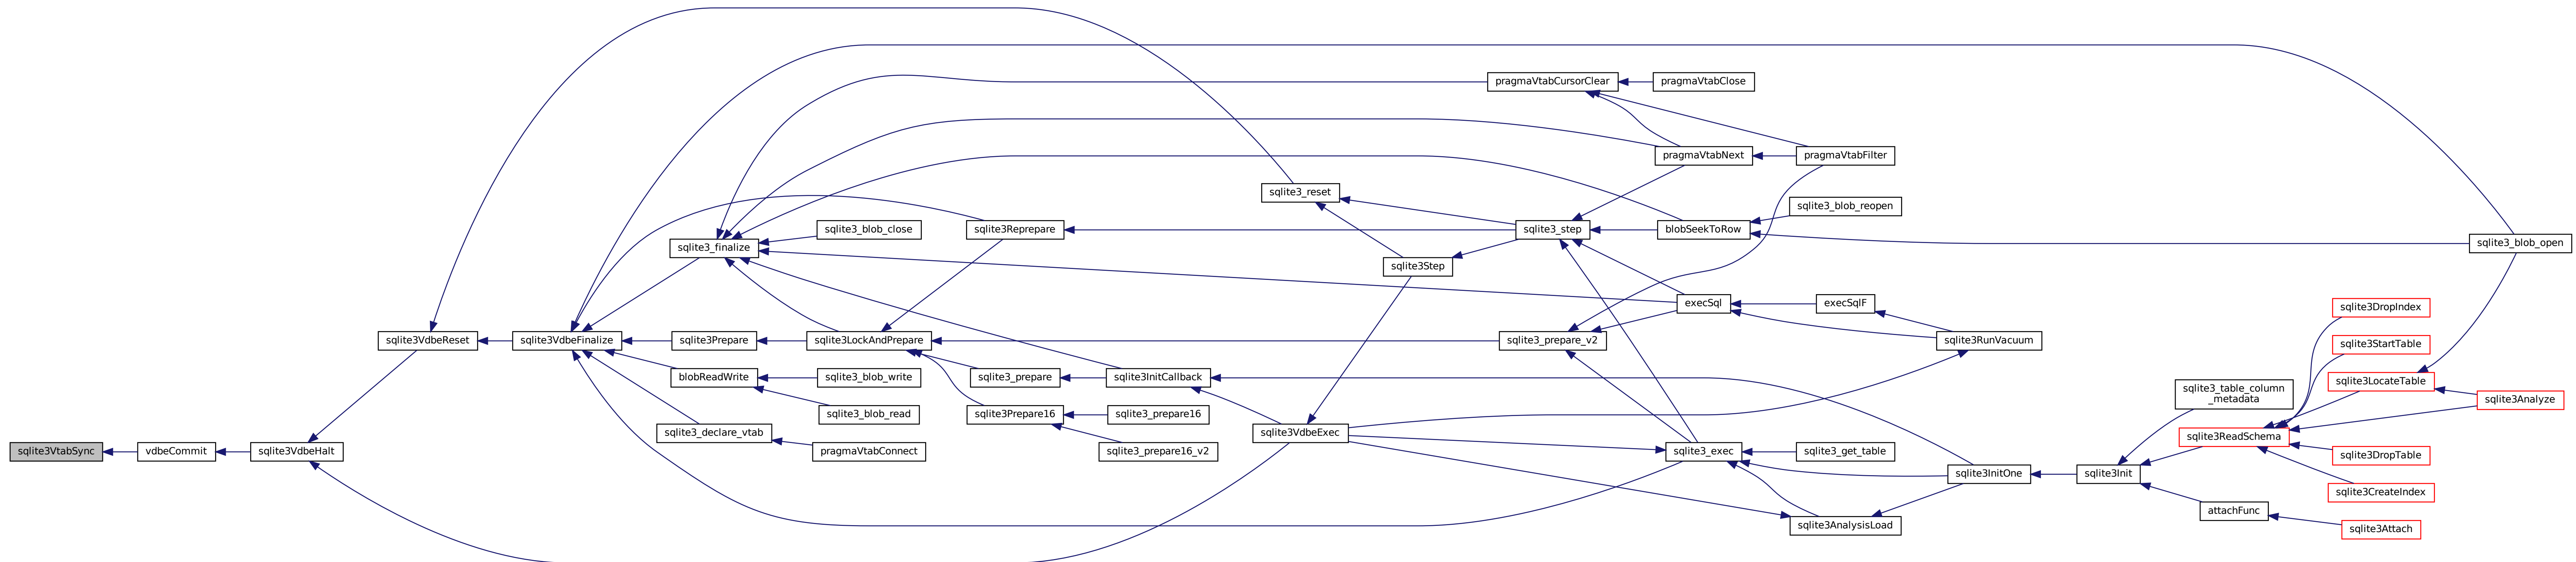 sqlite3VtabSync
vdbeCommit
sqlite3VdbeHalt
sqlite3VdbeReset
sqlite3VdbeFinalize
sqlite3_finalize
sqlite3Prepare
blobReadWrite
sqlite3_declare_vtab
sqlite3_blob_close
sqlite3LockAndPrepare
sqlite3_blob_write
sqlite3_blob_read
pragmaVtabConnect
sqlite3Reprepare
sqlite3_prepare
sqlite3Prepare16
sqlite3InitCallback
sqlite3_prepare16
sqlite3_prepare16_v2
sqlite3_reset
sqlite3VdbeExec
sqlite3Step
pragmaVtabCursorClear
sqlite3_step
sqlite3_prepare_v2
pragmaVtabClose
pragmaVtabNext
blobSeekToRow
execSql
sqlite3_exec
pragmaVtabFilter
sqlite3_blob_reopen
execSqlF
sqlite3_get_table
sqlite3AnalysisLoad
sqlite3RunVacuum
sqlite3InitOne
sqlite3Init
sqlite3_table_column
_metadata
sqlite3ReadSchema
attachFunc
sqlite3DropIndex
sqlite3StartTable
sqlite3LocateTable
sqlite3DropTable
sqlite3CreateIndex
sqlite3Attach
sqlite3_blob_open
sqlite3Analyze